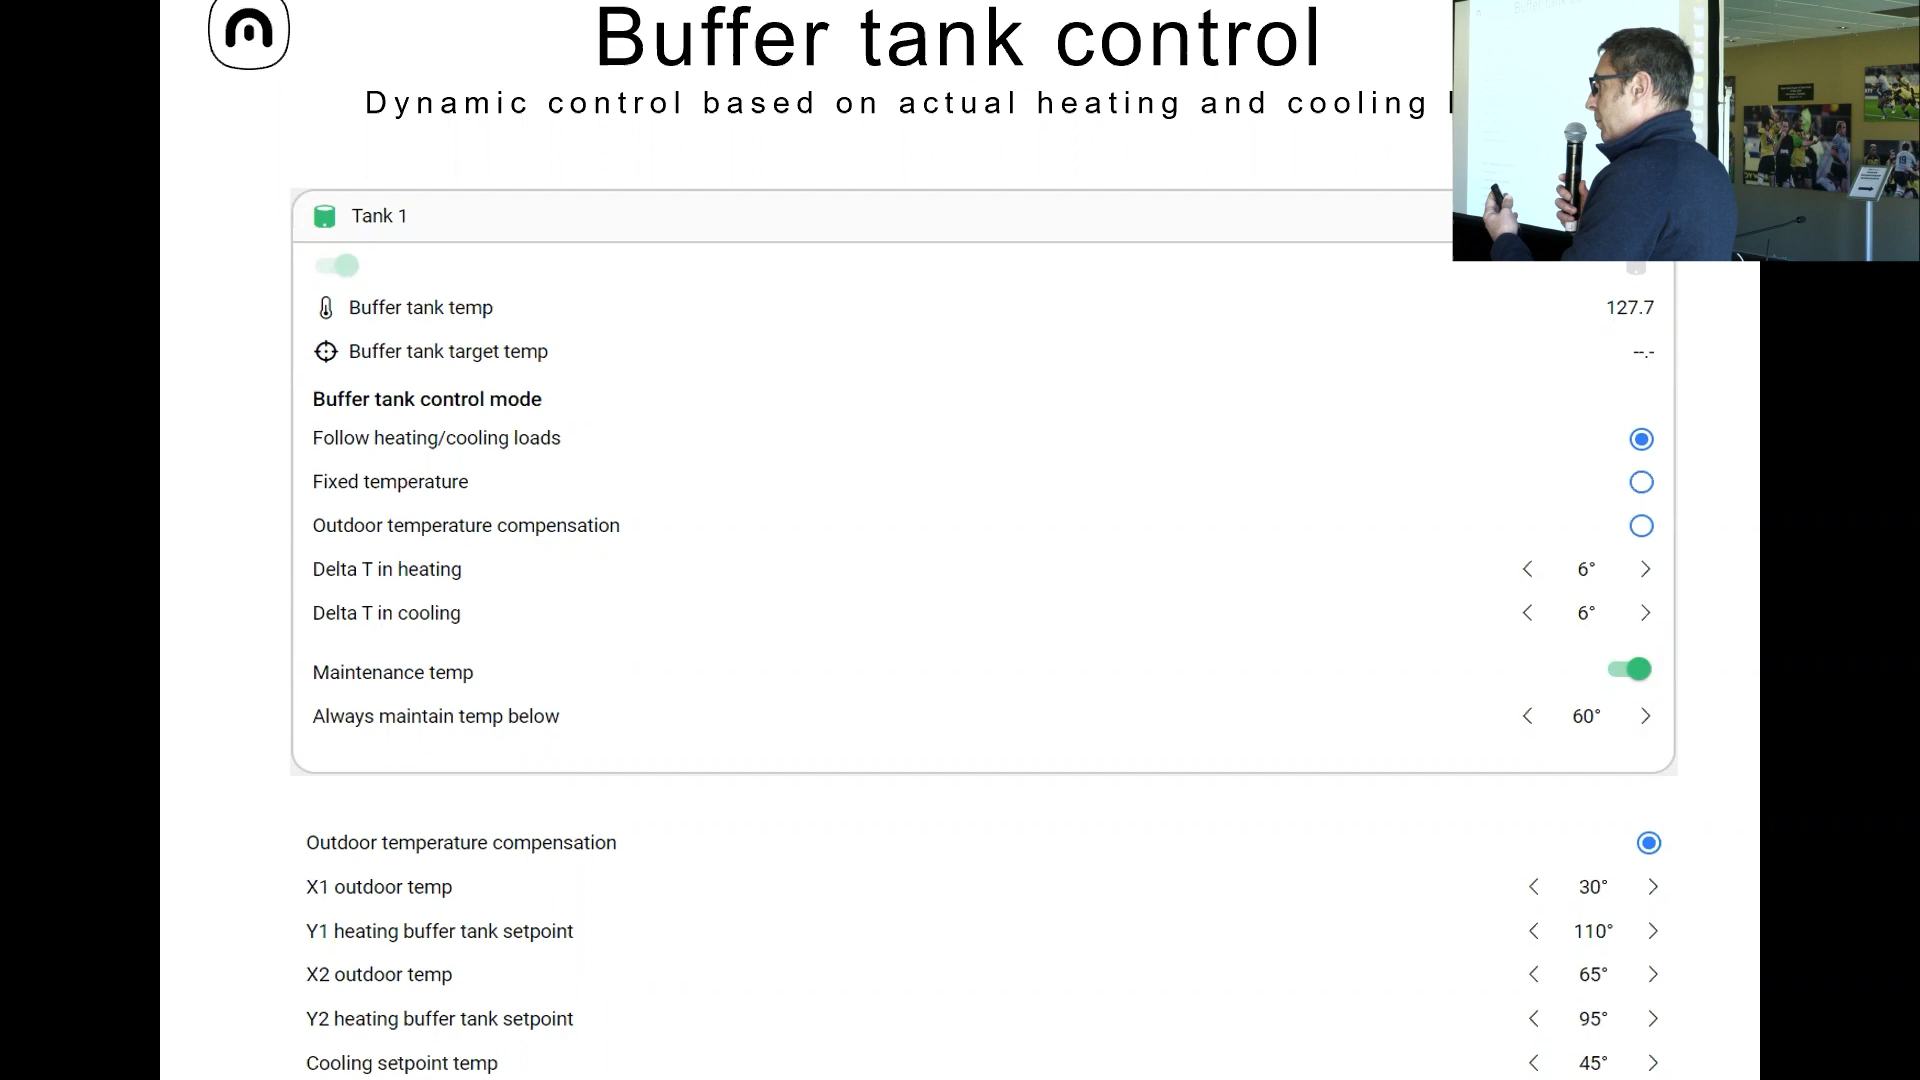 Buffer tank control
Dynamic control based on actual heating and cooling
Tank 1
Buffer tank temp 127.7
Buffer tank target temp --.-
Buffer tank control mode
Follow heating/cooling loads
Fixed temperature
Outdoor temperature compensation
Delta T in heating 6°
Delta T in cooling 6°
Maintenance temp
Always maintain temp below 60°
Outdoor temperature compensation
X1 outdoor temp 30°
Y1 heating buffer tank setpoint 110°
X2 outdoor temp 65°
Y2 heating buffer tank setpoint 95°
Cooling setpoint temp 45°